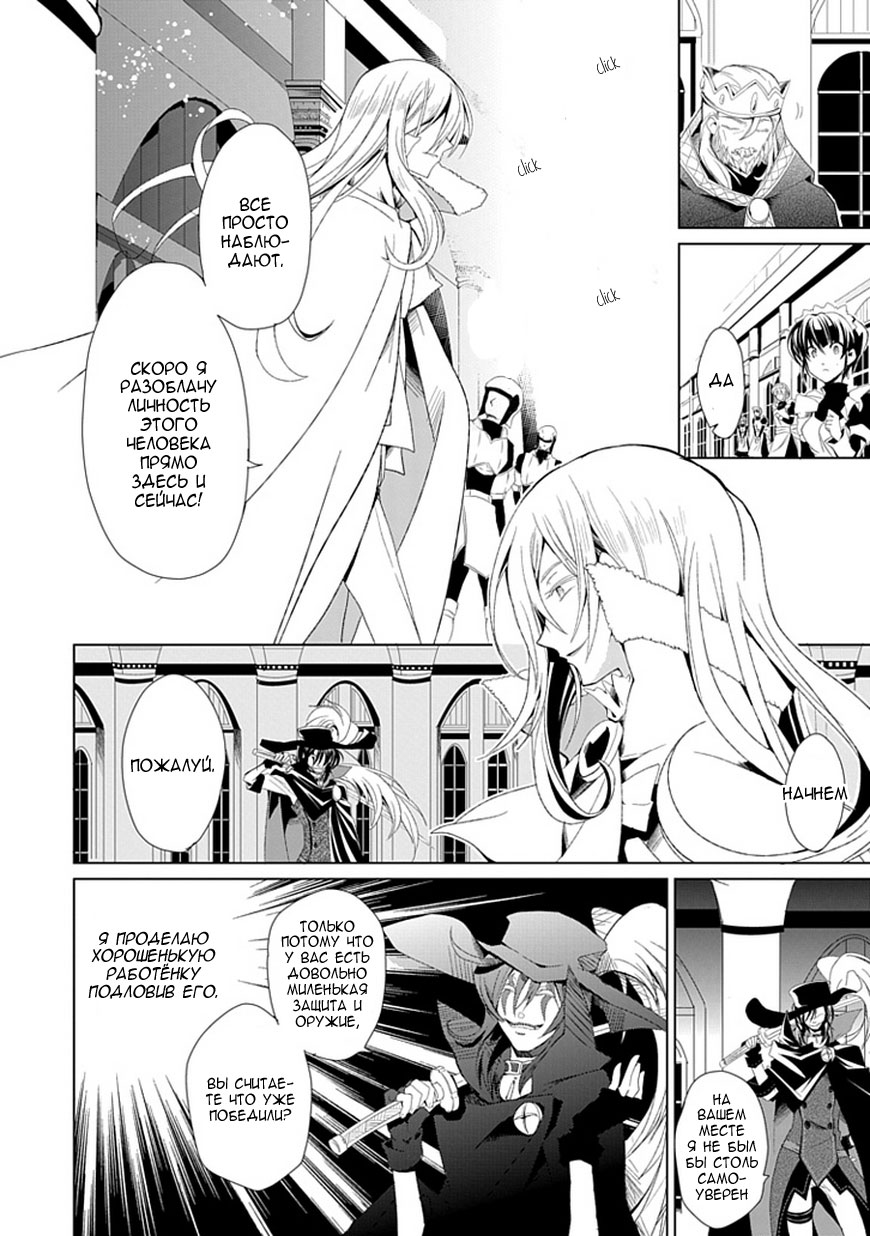 click
click
click
ДА
ВСЕ
ПРОСТО
НАБЛЮ-
ДАЮТ.
СКОРО Я
РАЗОБЛАЧУ
ЛИЧНОСТЬ
ЭТОГО
ЧЕЛОВЕКА
ПРЯМО
ЗДЕСЬ И
СЕЙЧАС!
НАЧНЕМ
ПОЖАЛУЙ.
НА
ВАШЕМ
МЕСТЕ
Я НЕ БЫЛ
БЫ СТОЛЬ
САМО-
УВЕРЕН
ТОЛЬКО
ПОТОМУ ЧТО
У ВАС ЕСТЬ
ДОВОЛЬНО
МИЛЕНЬКАЯ
ЗАЩИТА И
ОРУЖИЕ,
ВЫ СЧИТАЕ-
ТЕ ЧТО УЖЕ
ПОБЕДИЛИ?
Я ПРОДЕЛАЮ
ХОРОШЕНЬКУЮ
РАБОТЁНКУ
ПОДЛОВИВ ЕГО.